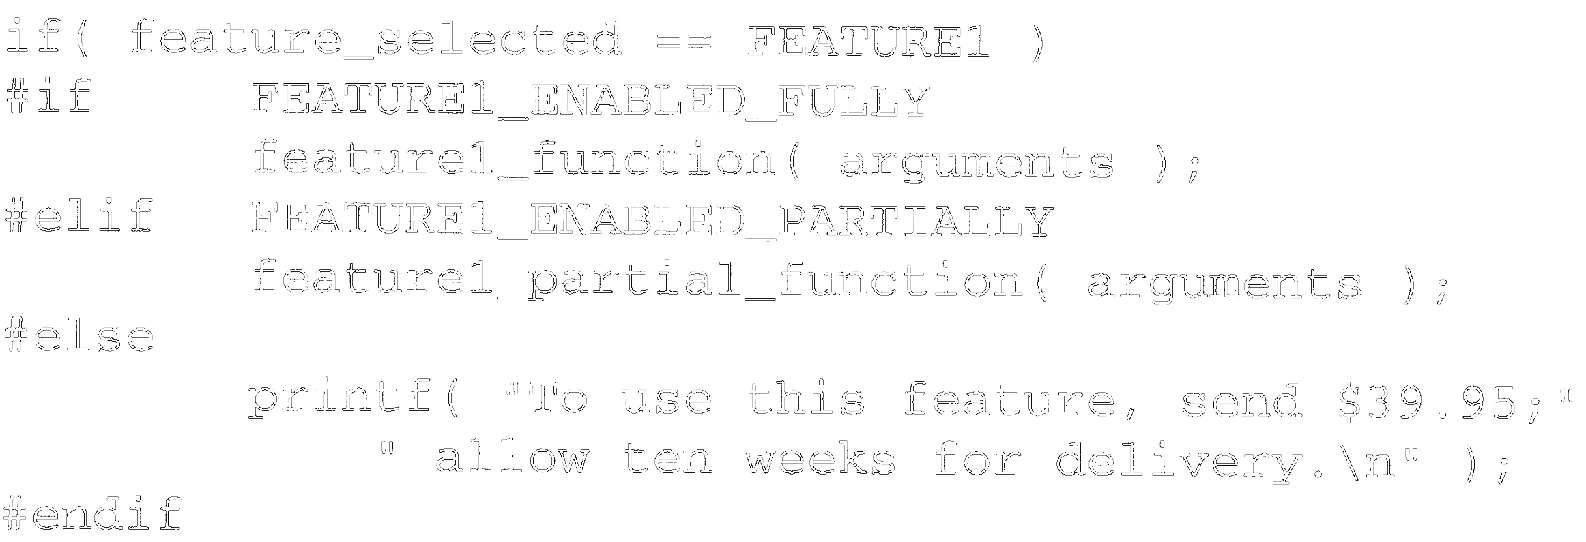 if( feature_selected == FEATURE1 )
#if FEATURE1_ENABLED_FULLY
feature1_function( arguments );
#elif FEATURE1_ENABLED_PARTIALLY
feature1_partial_function( arguments );
#else
printf( "To use this feature, send $39.95;"
" allow ten weeks for delivery.\n" );
#endif